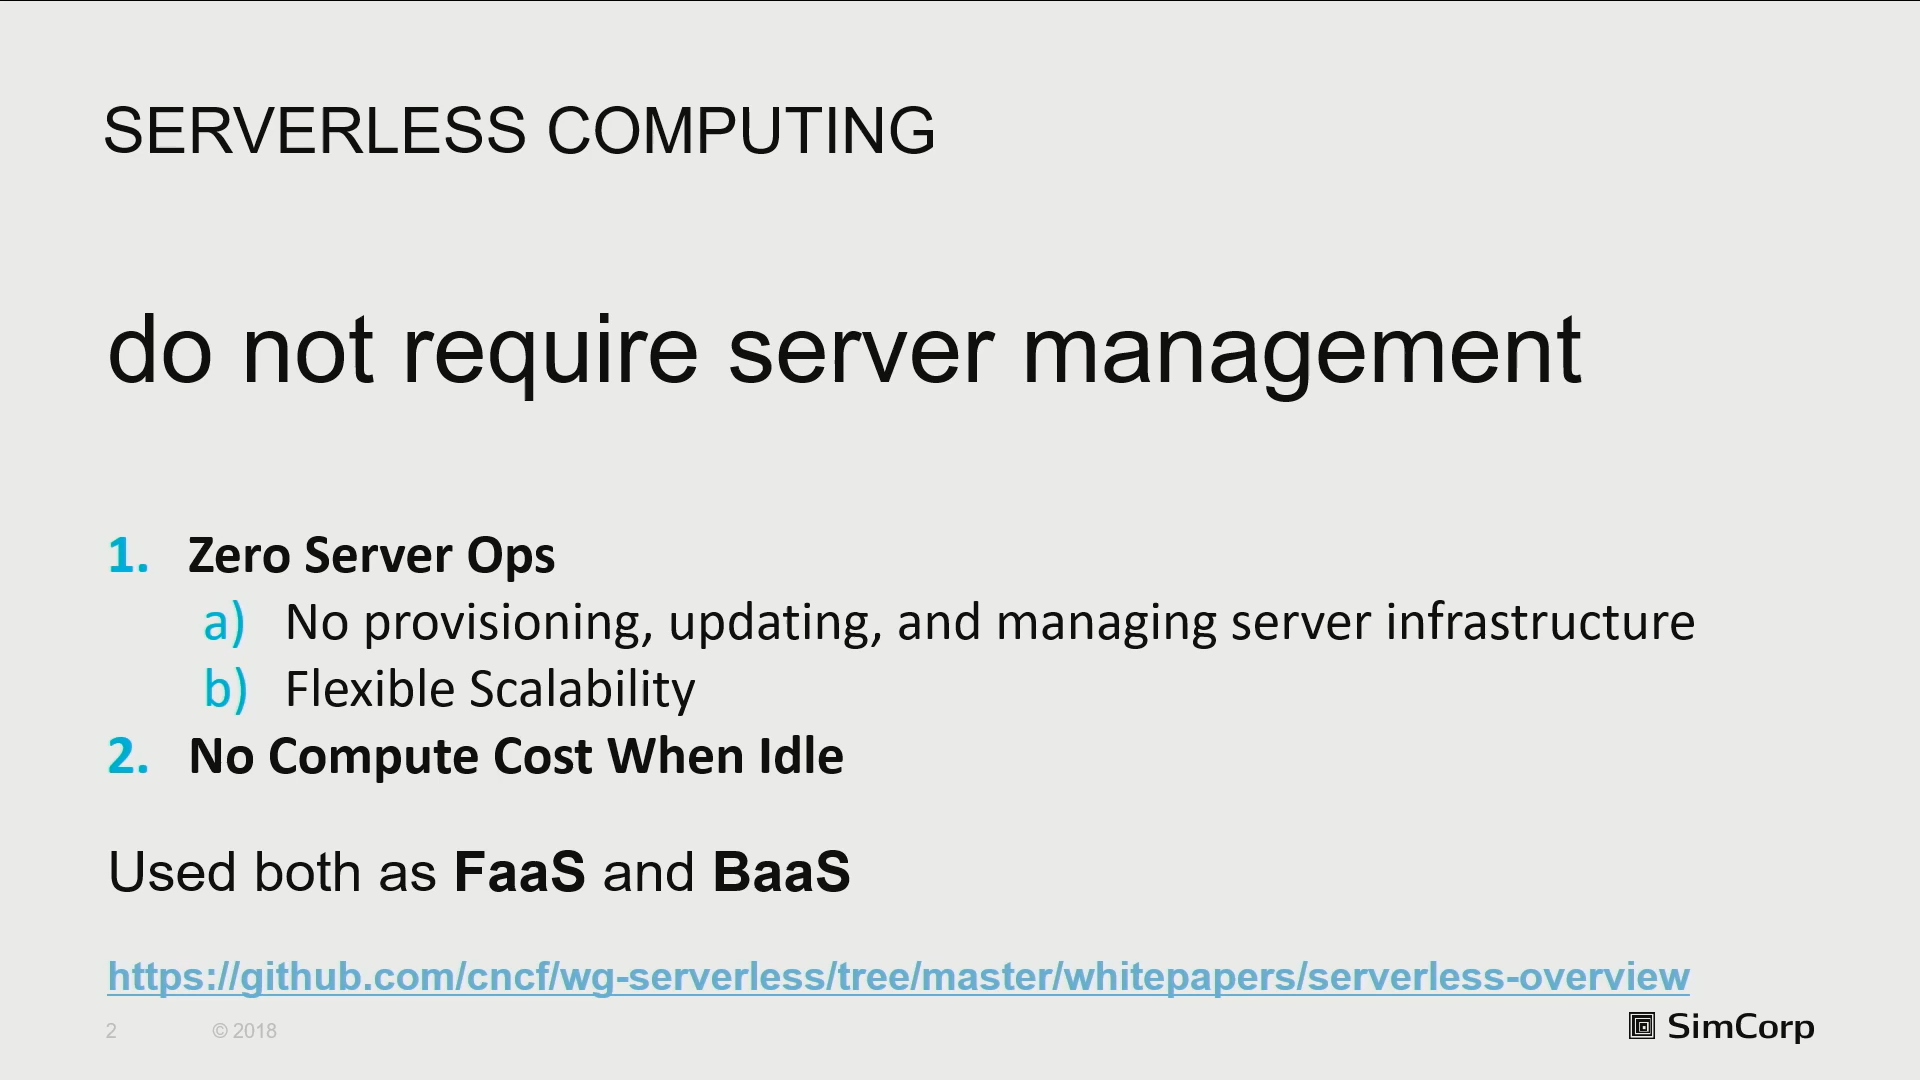 SERVERLESS COMPUTING
do not require server management
1. Zero Server Ops
a) No provisioning, updating, and managing server infrastructure
b) Flexible Scalability
2. No Compute Cost When Idle
Used both as FaaS and BaaS
https://github.com/cncf/wg-serverless/tree/master/whitepapers/serverless-overview
2 © 2018 SimCorp